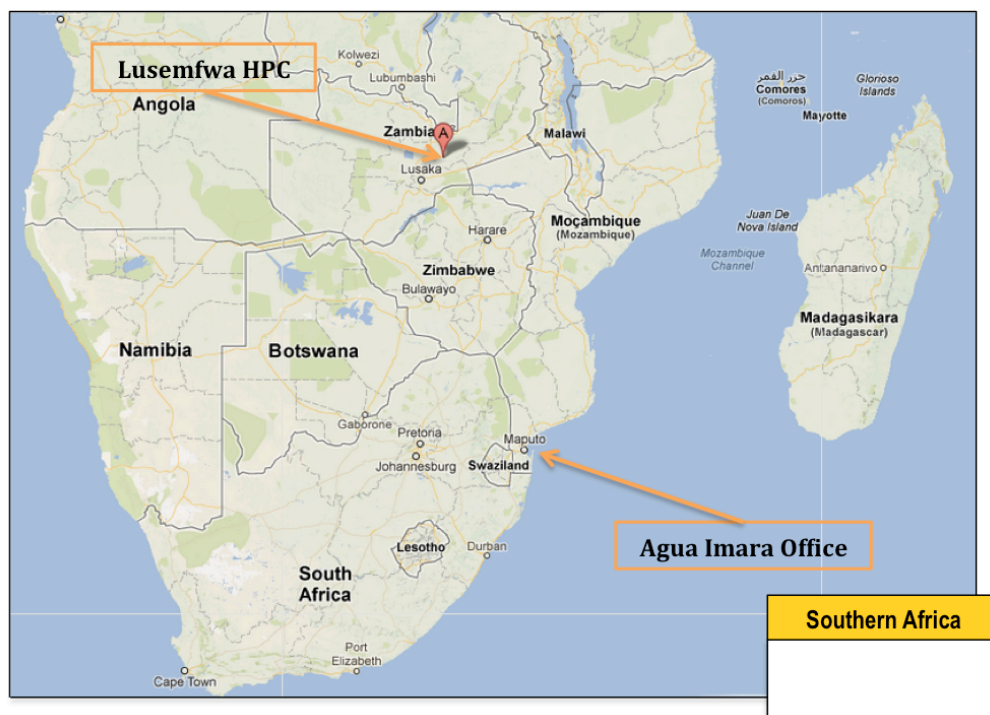 Kolwezi
Lusemfwa HPC
Lubumbashi
Angola
Zambia
A
Malawi
Lusaka
جزر القمر
Comores
(Comoros)
Glorioso
Islands
Mayotte
Moçambique
(Mozambique)
Juan De
Nova Island
Mozambique
Channel
Harare
Zimbabwe
Bulawayo
Antananarivo
Madagasikara
(Madagascar)
Namibia
Botswana
Gaborone
Pretoria
Johannesburg
Maputo
Swaziland
Agua Imara Office
Lesotho
Durban
South
Africa
Southern Africa
Port
Elizabeth
Cape Town